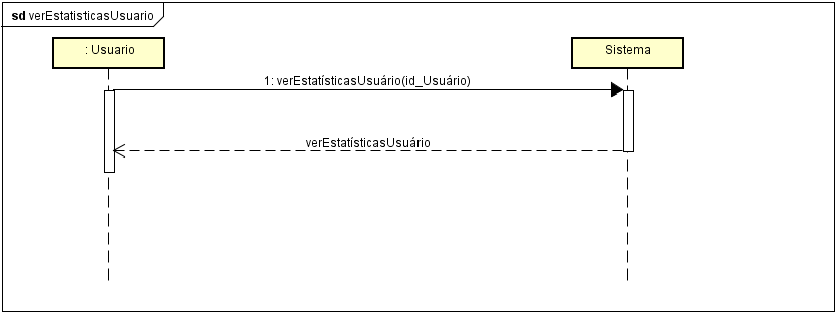 sd verEstatisticasUsuario
: Usuario
Sistema
1: verEstatísticasUsuário(id_Usuário)
verEstatísticasUsuário